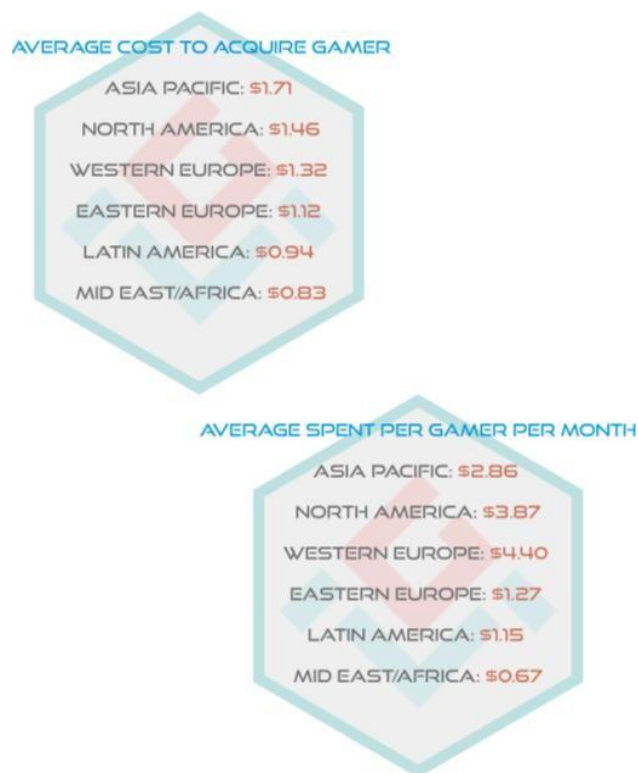 AVERAGE COST TO ACQUIRE GAMER
ASIA PACIFIC: $1.71
NORTH AMERICA: $1.46
WESTERN EUROPE: $1.32
EASTERN EUROPE: $1.12
LATIN AMERICA: $0.94
MID EAST/AFRICA: $0.83
AVERAGE SPENT PER GAMER PER MONTH
ASIA PACIFIC: $2.86
NORTH AMERICA: $3.87
WESTERN EUROPE: $4.40
EASTERN EUROPE: $1.27
LATIN AMERICA: $1.15
MID EAST/AFRICA: $0.67